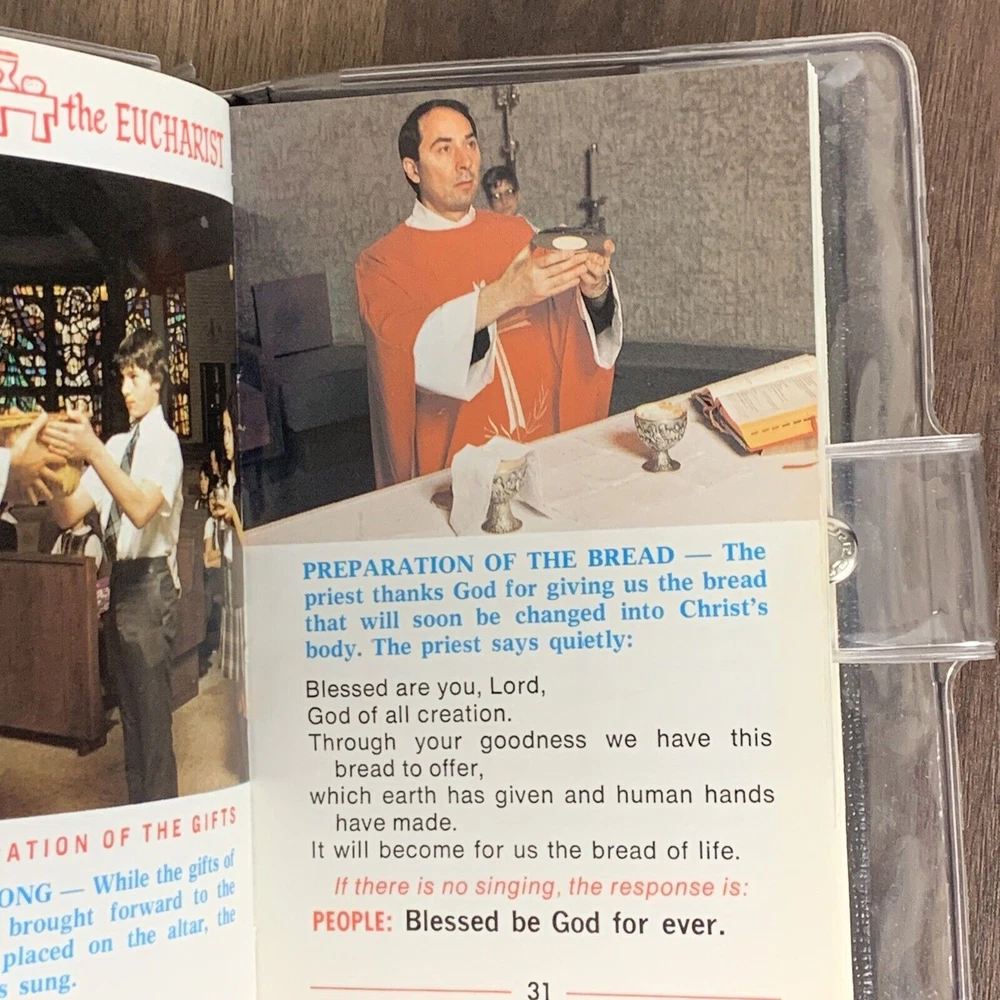 the EUCHARIST
ATION OF THE GIFTS
ONG — While the gifts of
brought forward to the
placed on the altar, the
s sung.
PREPARATION OF THE BREAD — The
priest thanks God for giving us the bread
that will soon be changed into Christ's
body. The priest says quietly:
Blessed are you, Lord,
God of all creation.
Through your goodness we have this
bread to offer,
which earth has given and human hands
have made.
It will become for us the bread of life.
If there is no singing, the response is:
PEOPLE: Blessed be God for ever.
31